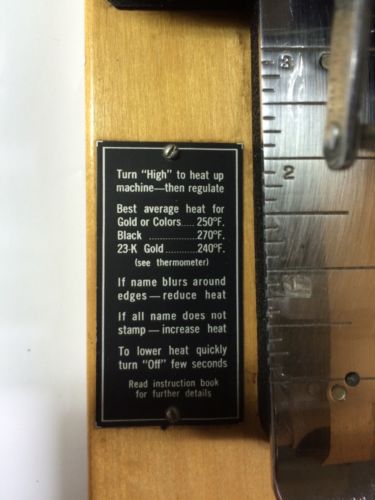 Turn "High" to heat up
machine—then regulate
Best average heat for
Gold or Colors..... 250°F.
Black .................270°F.
23-K Gold ..........240°F.
(see thermometer)
If name blurs around
edges — reduce heat
If all name does not
stamp — increase heat
To lower heat quickly
turn "Off" few seconds
Read instruction book
for further details
3
2